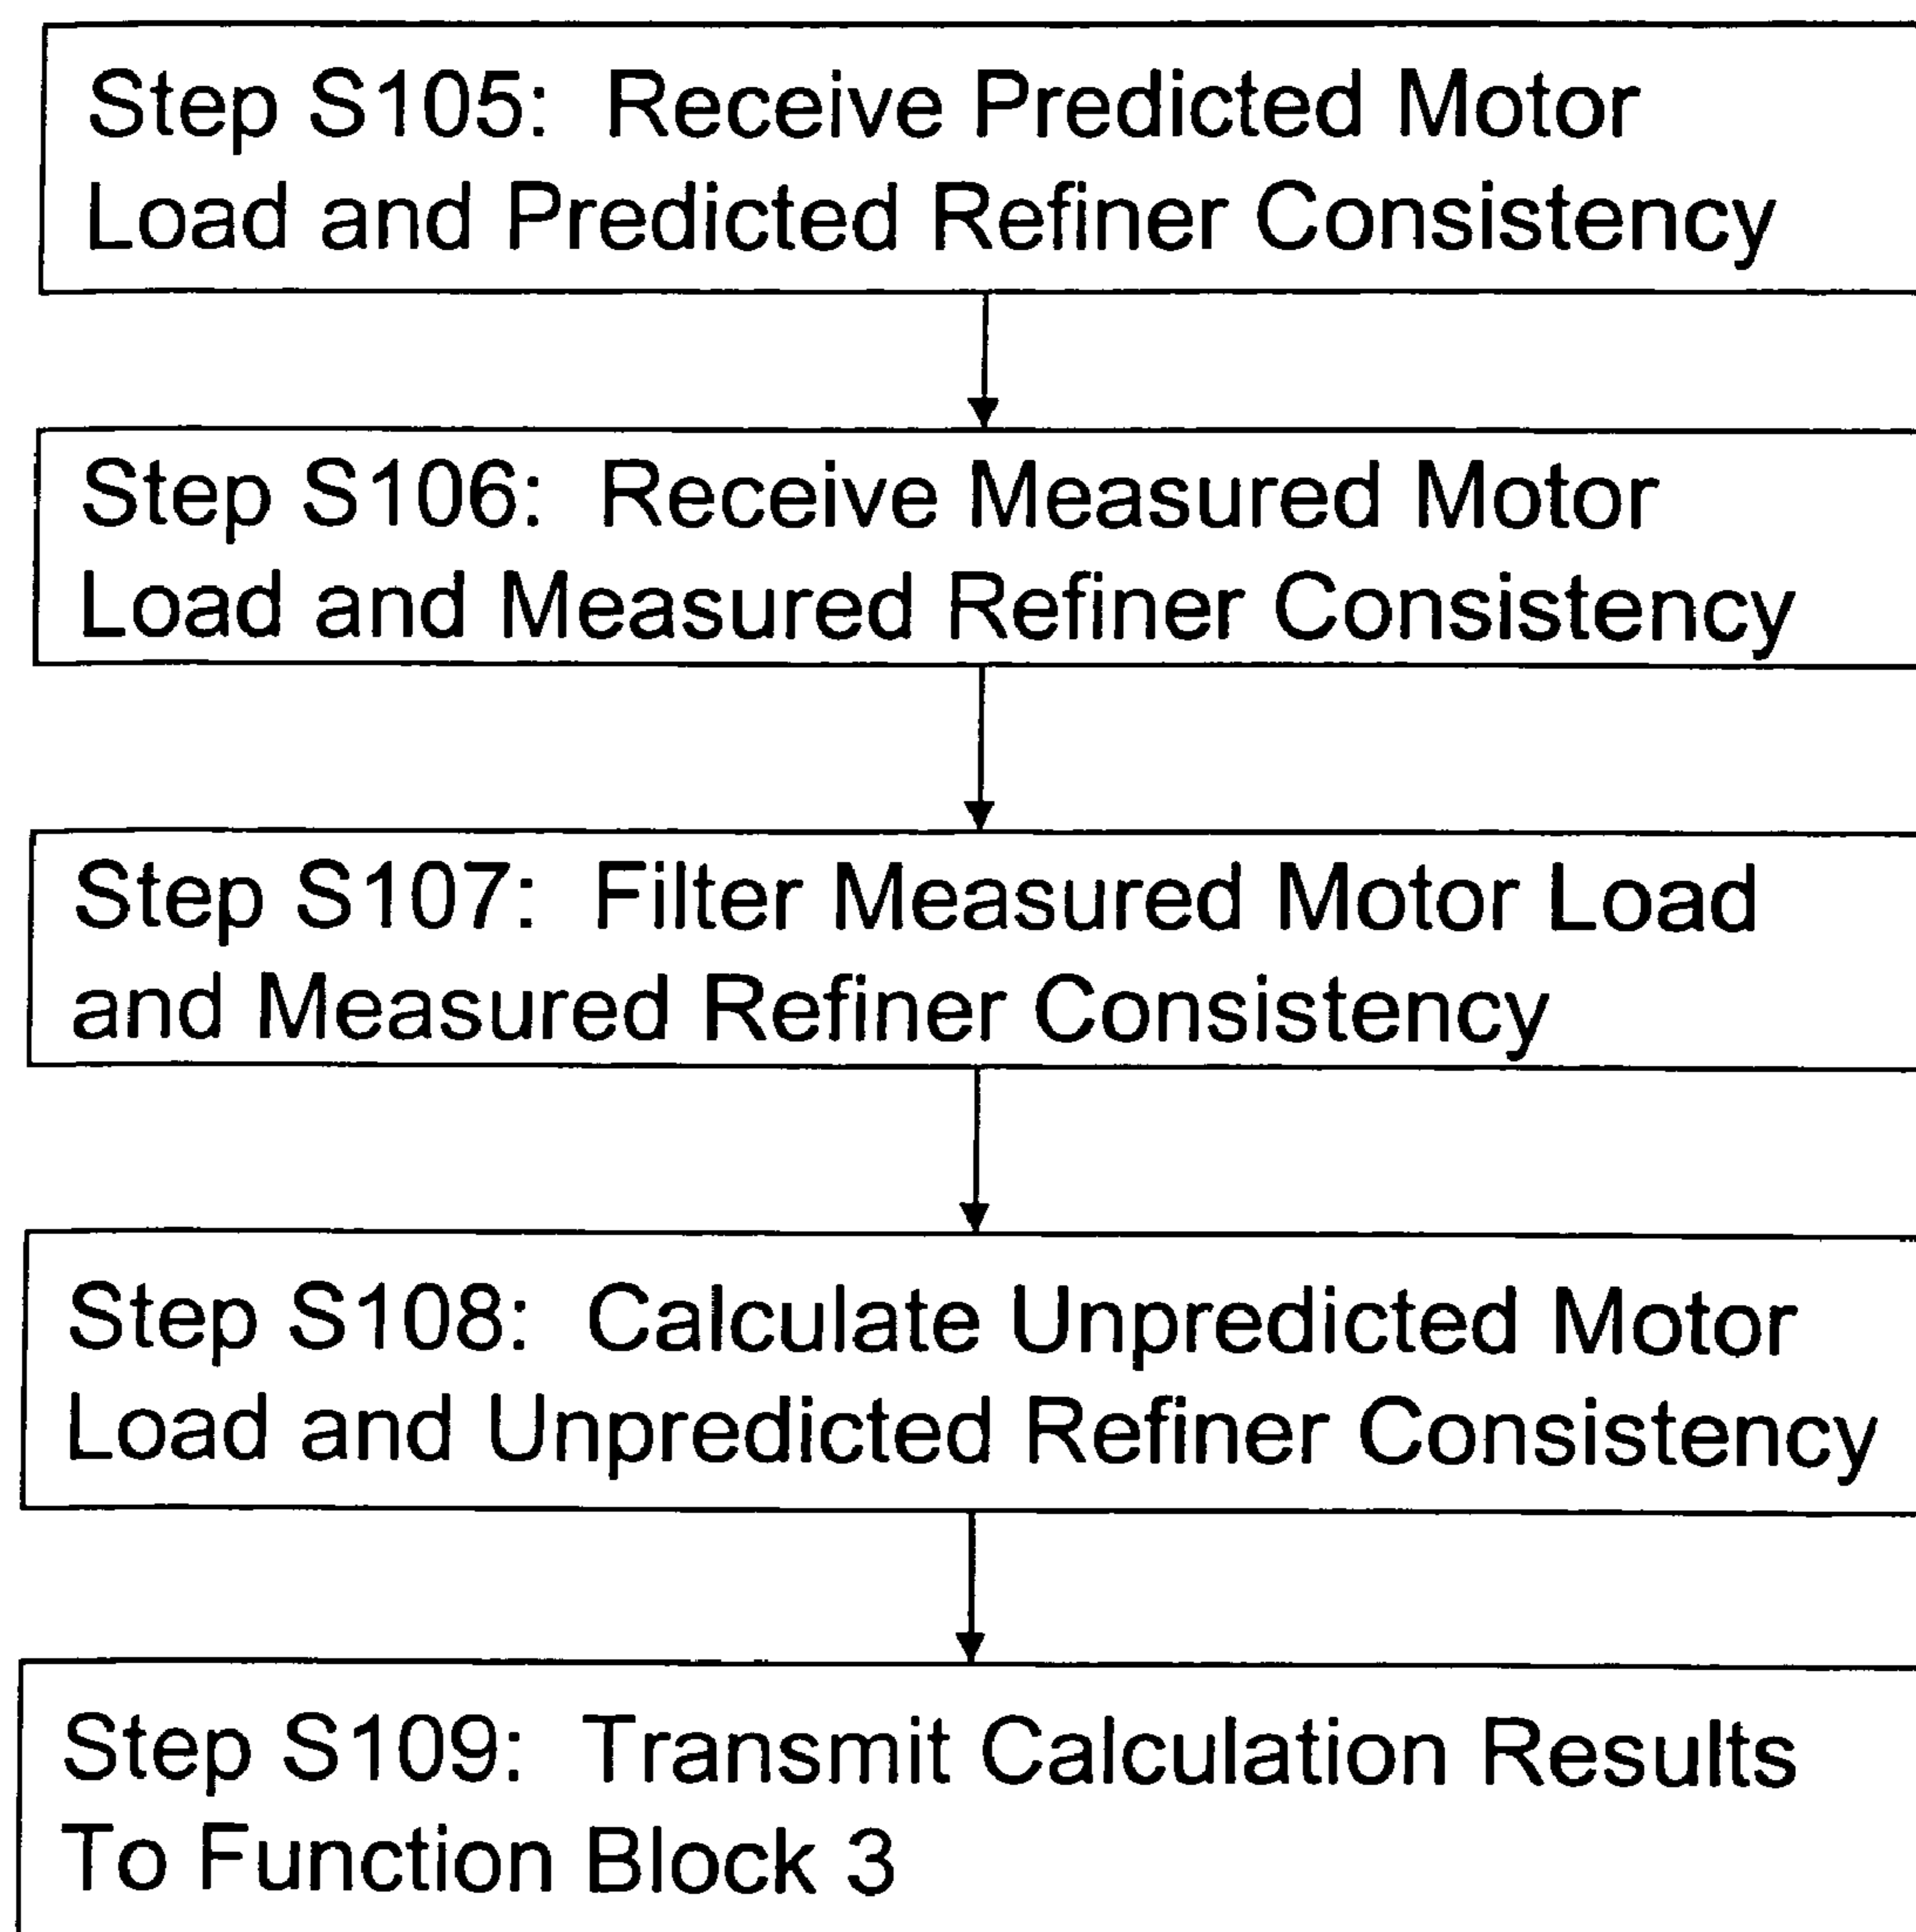 Step S105: Receive Predicted Motor
Load and Predicted Refiner Consistency
Step S106: Receive Measured Motor
Load and Measured Refiner Consistency
Step S107: Filter Measured Motor Load
and Measured Refiner Consistency
Step S108: Calculate Unpredicted Motor
Load and Unpredicted Refiner Consistency
Step S109: Transmit Calculation Results
To Function Block 3